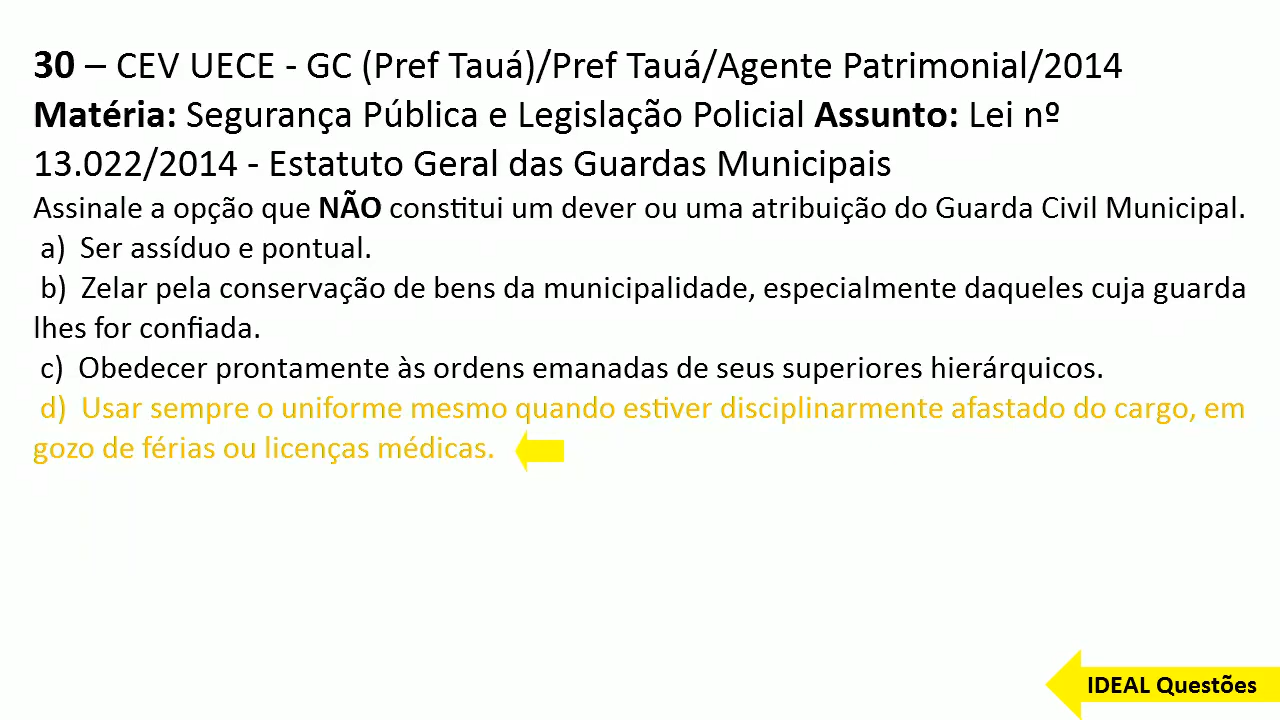 30 – CEV UECE - GC (Pref Tauá)/Pref Tauá/Agente Patrimonial/2014
Matéria: Segurança Pública e Legislação Policial Assunto: Lei nº
13.022/2014 - Estatuto Geral das Guardas Municipais
Assinale a opção que NÃO constitui um dever ou uma atribuição do Guarda Civil Municipal.
a) Ser assíduo e pontual.
b) Zelar pela conservação de bens da municipalidade, especialmente daqueles cuja guarda
lhes for confiada.
c) Obedecer prontamente às ordens emanadas de seus superiores hierárquicos.
d) Usar sempre o uniforme mesmo quando estiver disciplinarmente afastado do cargo, em
gozo de férias ou licenças médicas.
IDEAL Questões